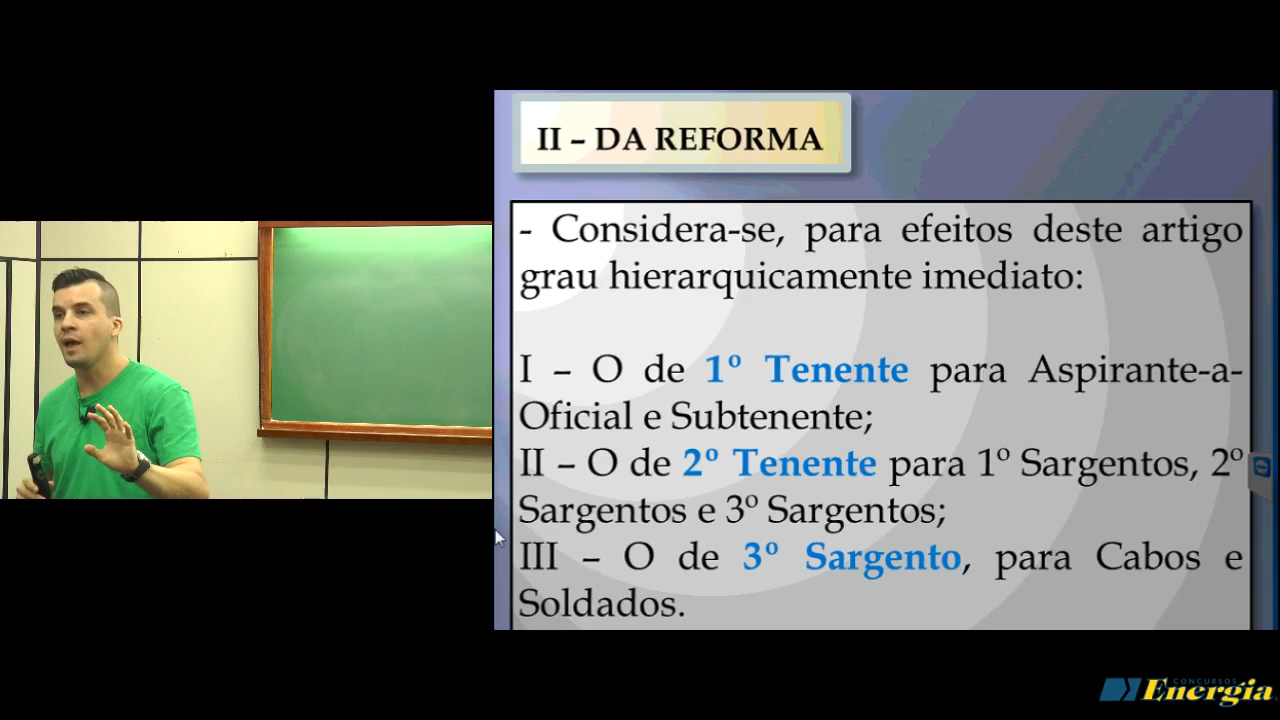 II – DA REFORMA
- Considera-se, para efeitos deste artigo
grau hierarquicamente imediato:
I – O de 1º Tenente para Aspirante-a-
Oficial e Subtenente;
II – O de 2º Tenente para 1º Sargentos, 2º
Sargentos e 3º Sargentos;
III – O de 3º Sargento, para Cabos e
Soldados.
CONCURSOS
Energia